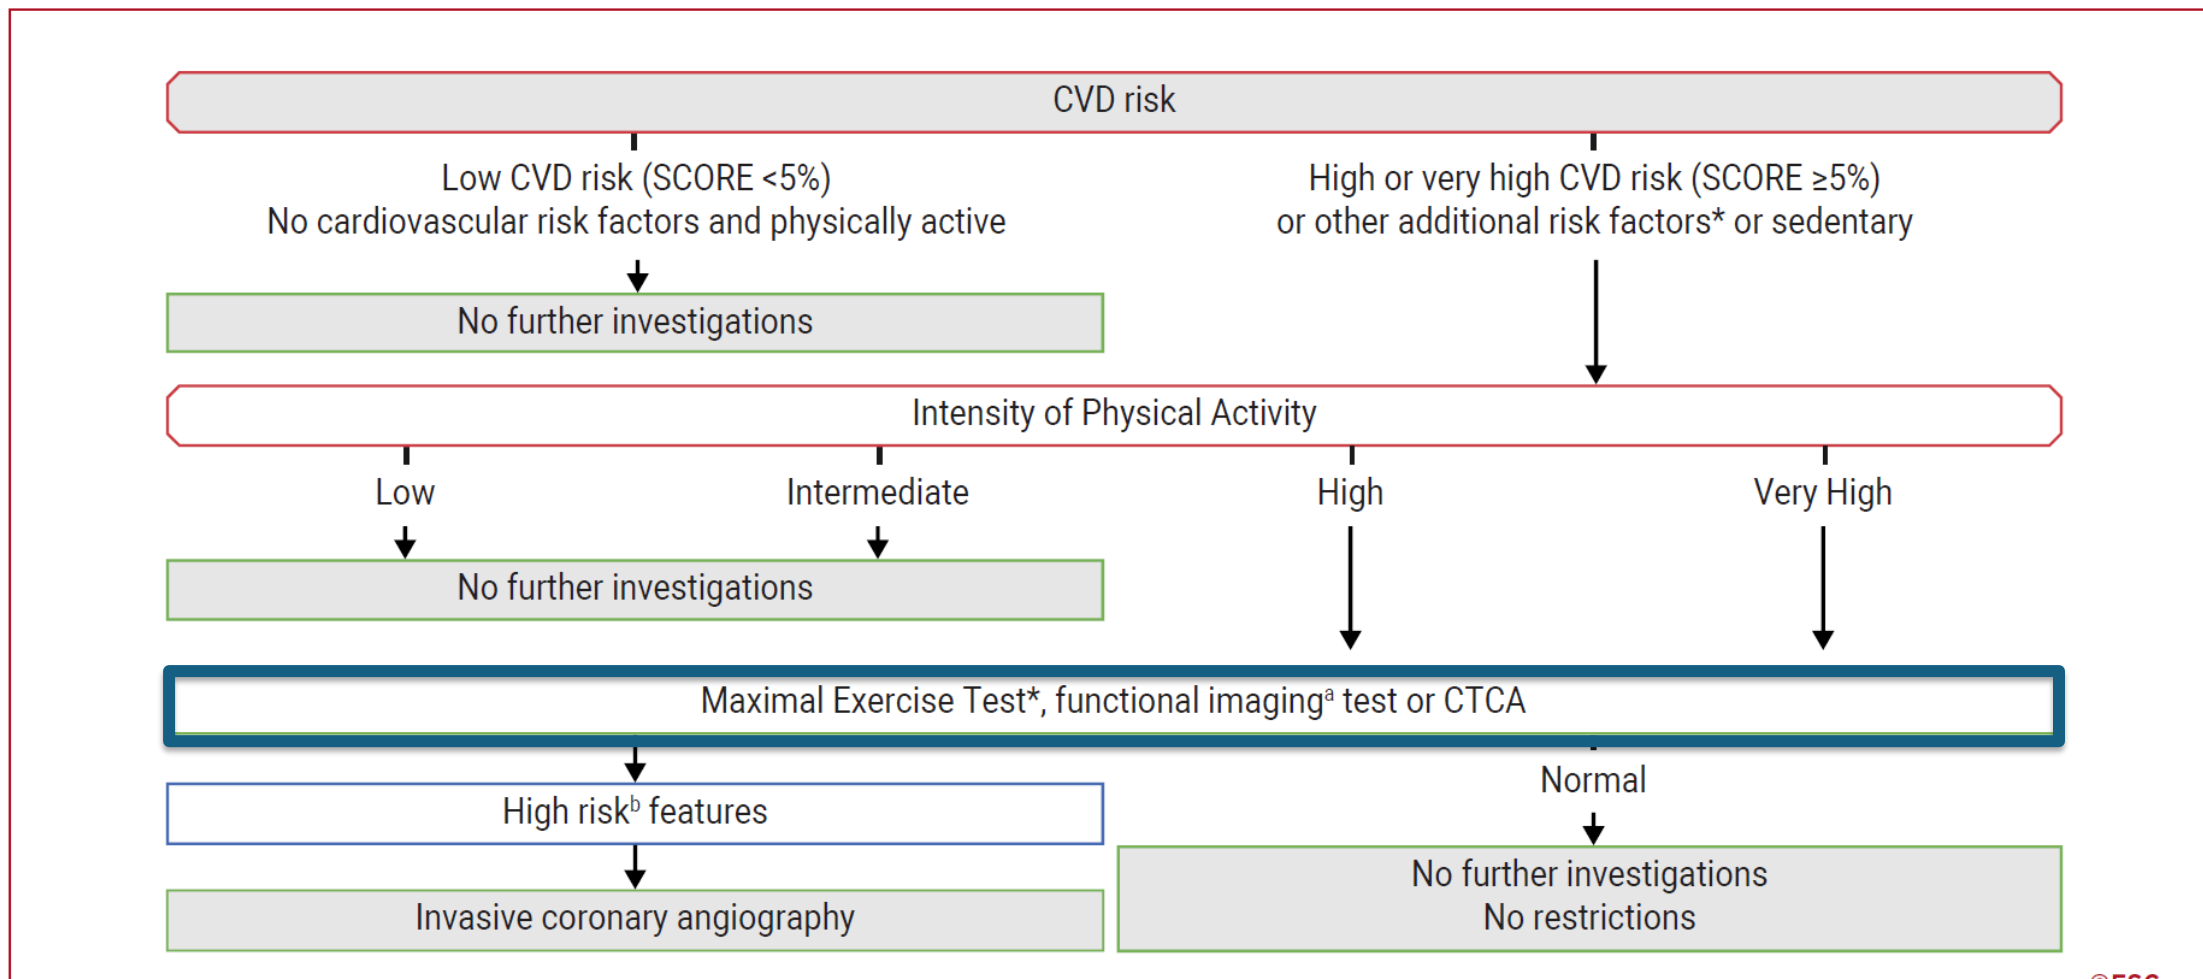 CVD risk
Low CVD risk (SCORE <5%)
No cardiovascular risk factors and physically active
High or very high CVD risk (SCORE ≥5%)
or other additional risk factors* or sedentary
No further investigations
Intensity of Physical Activity
Low
Intermediate
High
Very High
No further investigations
Maximal Exercise Test*, functional imagingᵃ test or CTCA
High riskᵇ features
Normal
Invasive coronary angiography
No further investigations
No restrictions